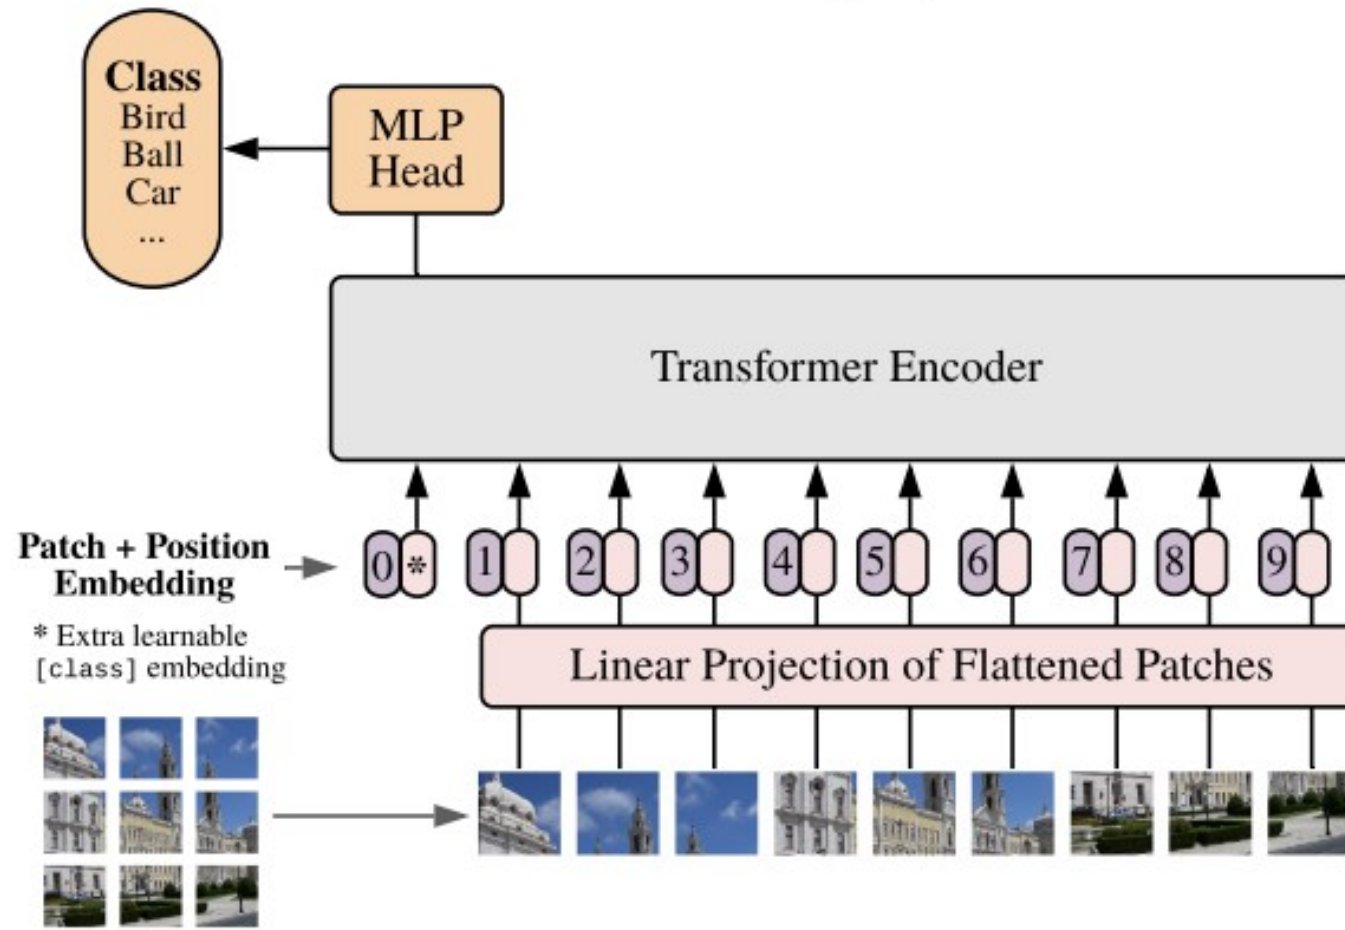 Class
Bird
Ball
Car
...
MLP
Head
Transformer Encoder
Patch + Position
Embedding
0 * 1 2 3 4 5 6 7 8 9
* Extra learnable
[class] embedding
Linear Projection of Flattened Patches